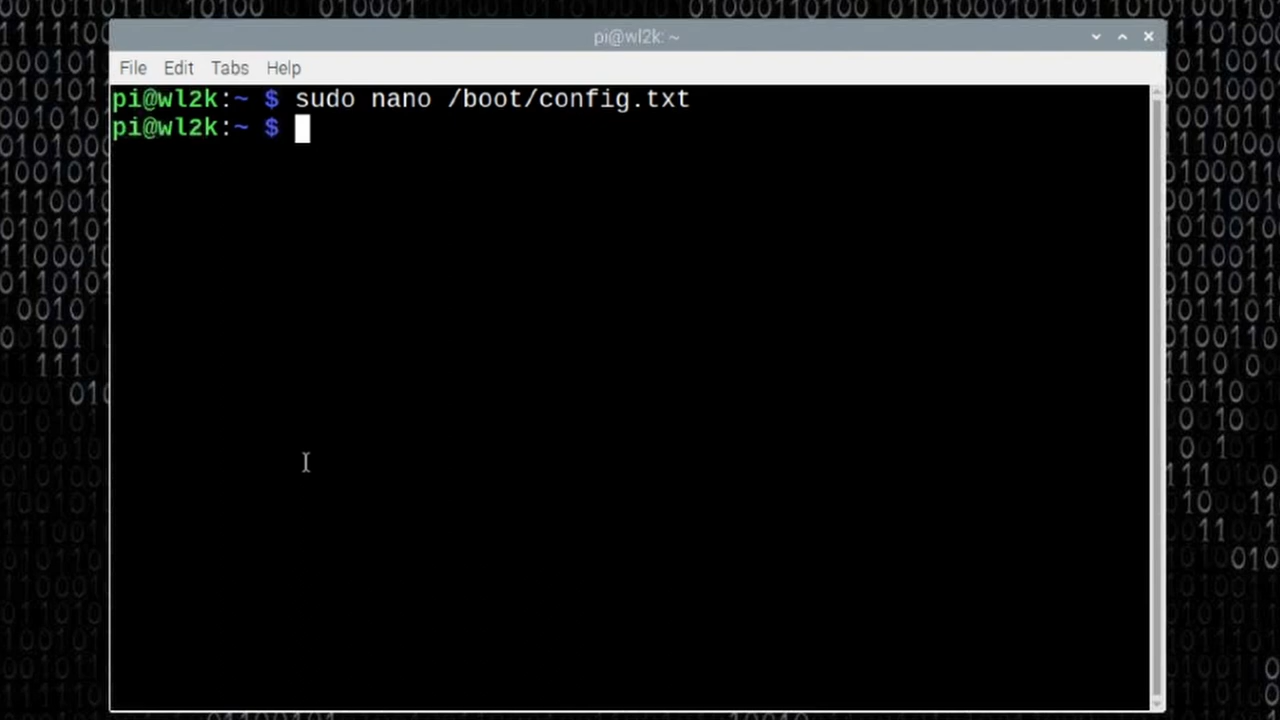 pi@wl2k: ~
File Edit Tabs Help
pi@wl2k:~ $ sudo nano /boot/config.txt
pi@wl2k:~ $